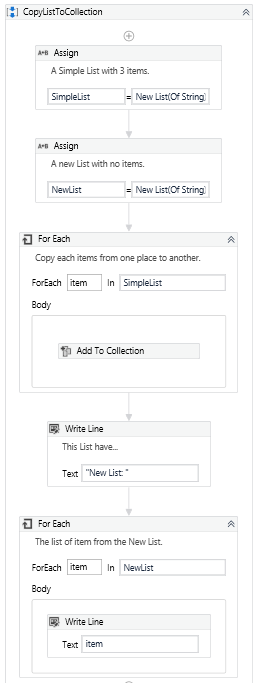 CopyListToCollection
A+B Assign
A Simple List with 3 items.
SimpleList = New List(Of String)
A+B Assign
A new List with no items.
NewList = New List(Of String)
For Each
Copy each items from one place to another.
ForEach item In SimpleList
Body
Add To Collection
Write Line
This List have...
Text "New List: "
For Each
The list of item from the New List.
ForEach item In NewList
Body
Write Line
Text item